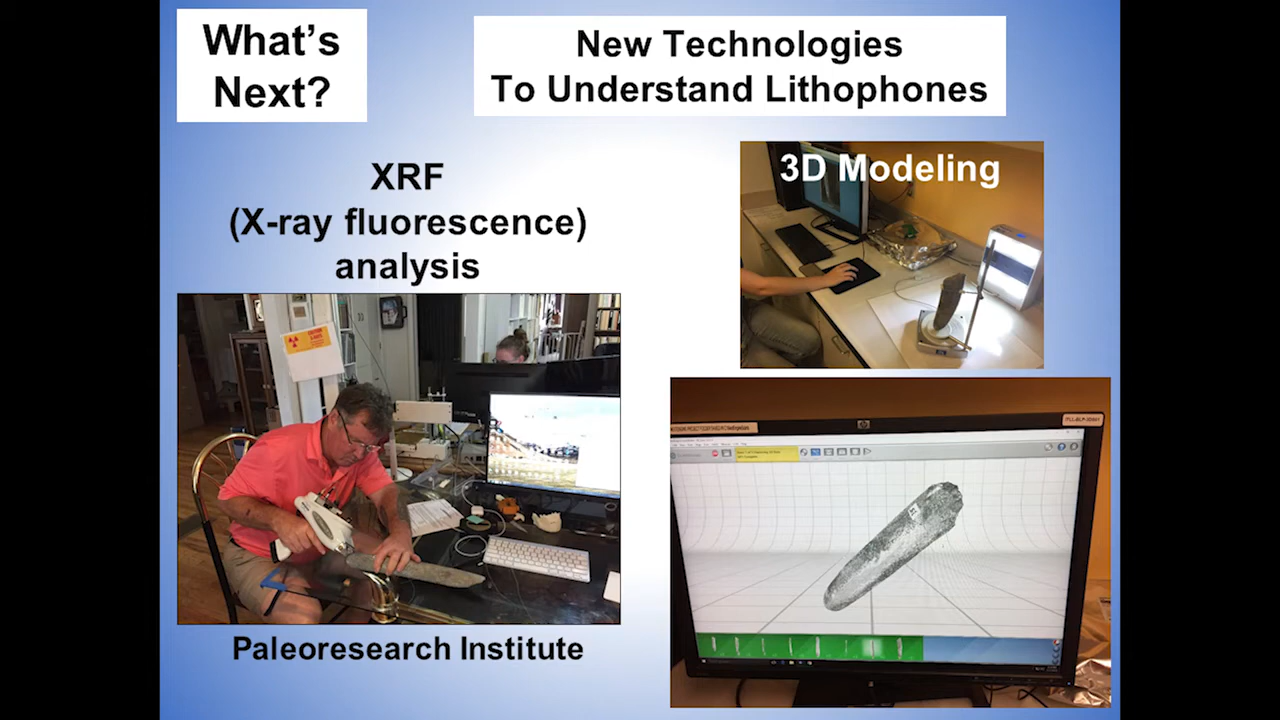 What's
Next?
New Technologies
To Understand Lithophones
XRF
(X-ray fluorescence)
analysis
3D Modeling
Paleoresearch Institute